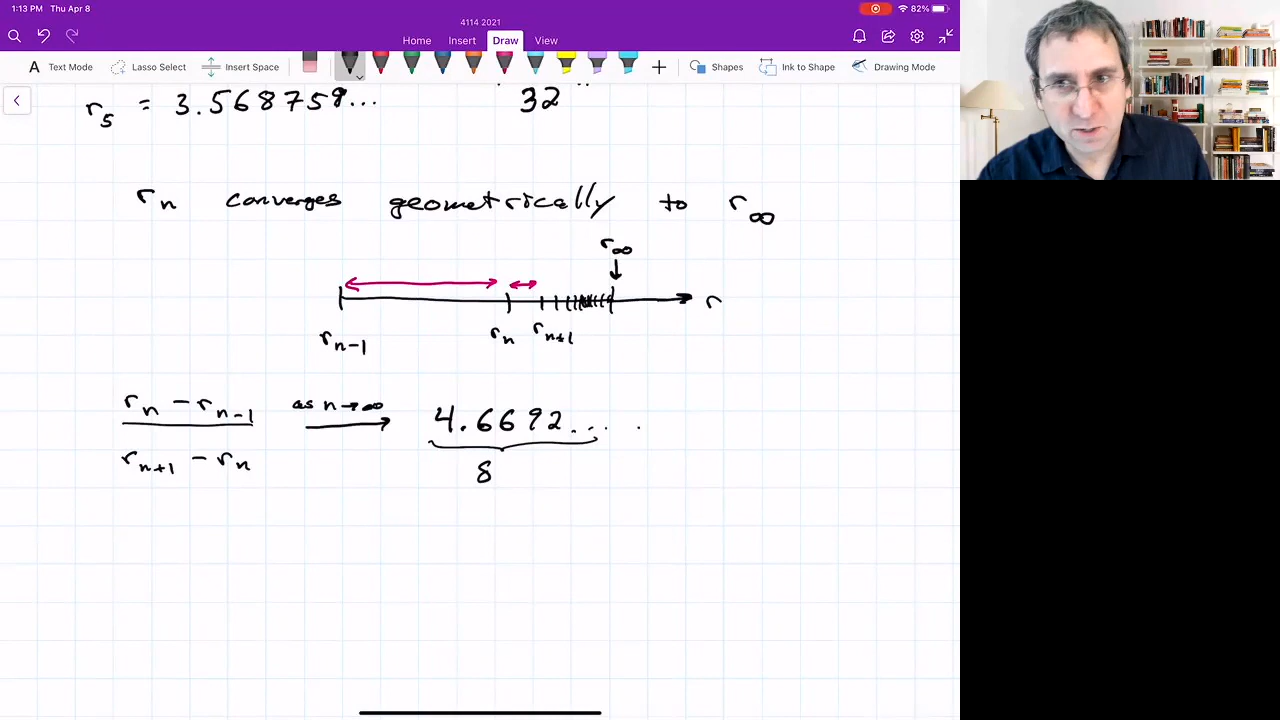 1:13 PM Thu Apr 8
82%
4114 2021
Home Insert Draw View
Text Mode Lasso Select Insert Space Shapes Ink to Shape Drawing Mode
r₅ = 3.568759... 32
rₙ converges geometrically to r∞
r∞
r
rₙ₋₁ rₙ rₙ₊₁
rₙ − rₙ₋₁
as n→∞
4.6692...
rₙ₊₁ − rₙ
δ